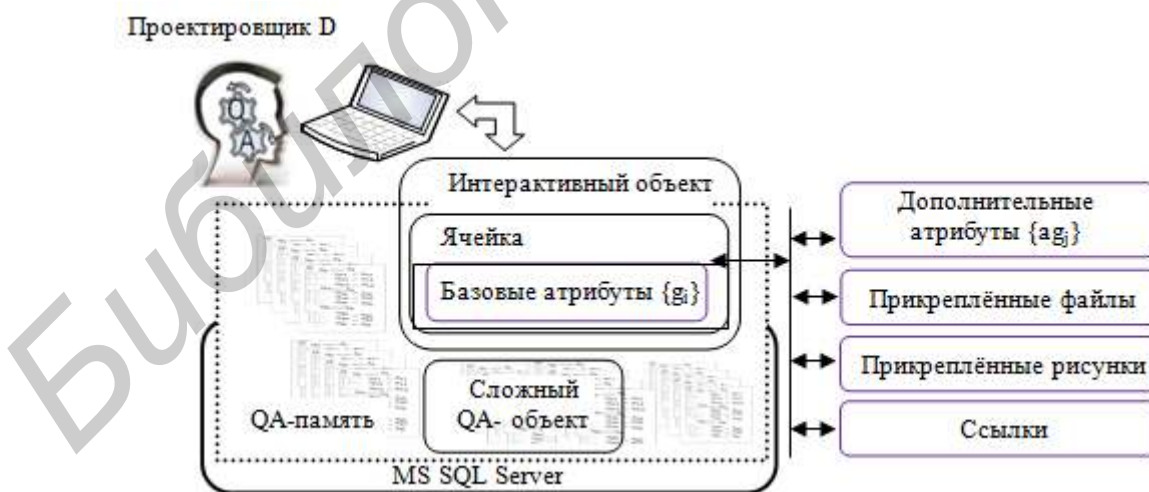 Проектировщик D
Q
A
Интерактивный объект
Ячейка
Базовые атрибуты {gᵢ}
Сложный
QA- объект
QA-память
MS SQL Server
Дополнительные
атрибуты {agⱼ}
Прикреплённые файлы
Прикреплённые рисунки
Ссылки